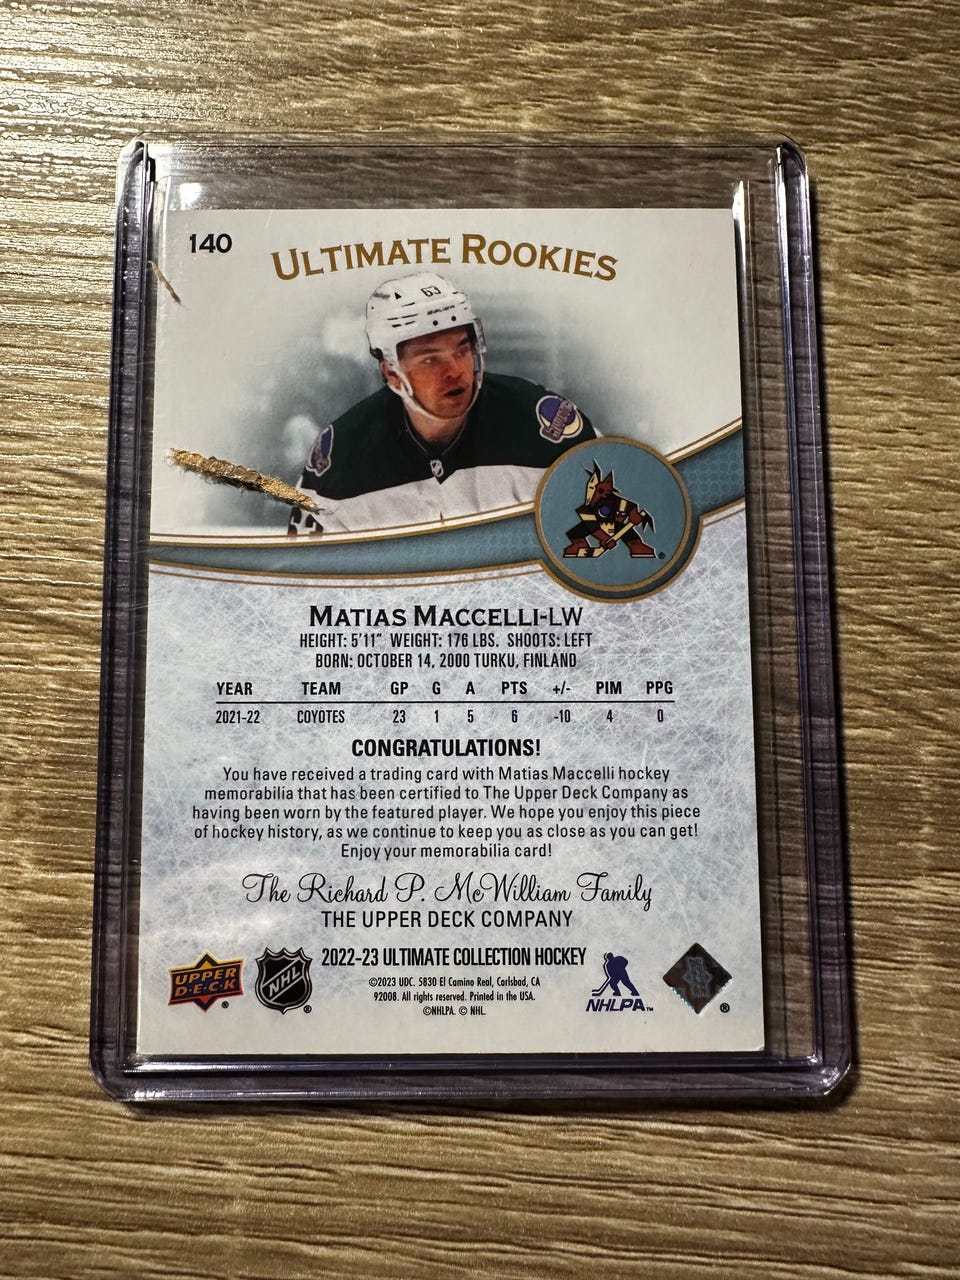 140
ULTIMATE ROOKIES
63
MATIAS MACCELLI-LW
HEIGHT: 5'11" WEIGHT: 176 LBS. SHOOTS: LEFT
BORN: OCTOBER 14, 2000 TURKU, FINLAND
YEAR TEAM GP G A PTS +/- PIM PPG
2021-22 COYOTES 23 1 5 6 -10 4 0
CONGRATULATIONS!
You have received a trading card with Matias Maccelli hockey
memorabilia that has been certified to The Upper Deck Company as
having been worn by the featured player. We hope you enjoy this piece
of hockey history, as we continue to keep you as close as you can get!
Enjoy your memorabilia card!
The Richard P. McWilliam Family
THE UPPER DECK COMPANY
2022-23 ULTIMATE COLLECTION HOCKEY
UPPER
D·E·C·K
®
NHL
®
©2023 UDC. 5830 El Camino Real, Carlsbad, CA
92008. All rights reserved. Printed in the USA.
©NHLPA. © NHL.
NHLPA™
®